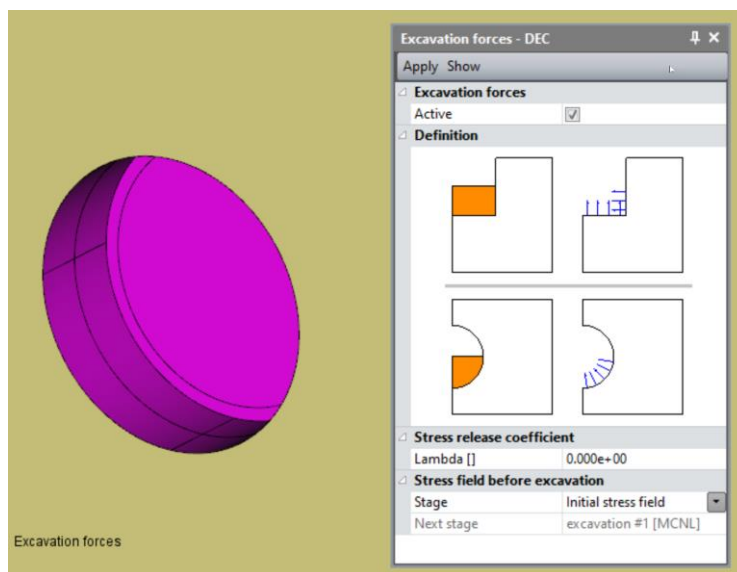 Excavation forces - DEC
Apply Show
Excavation forces
Active
Definition
Stress release coefficient
Lambda [] 0.000e+00
Stress field before excavation
Stage Initial stress field
Next stage excavation #1 [MCNL]
Excavation forces